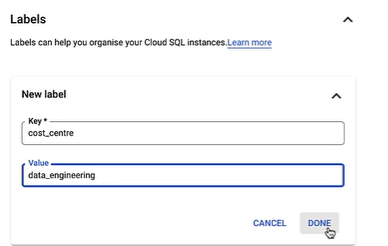 Labels
Labels can help you organise your Cloud SQL instances.Learn more
New label
Key *
cost_centre
Value
data_engineering
CANCEL DONE